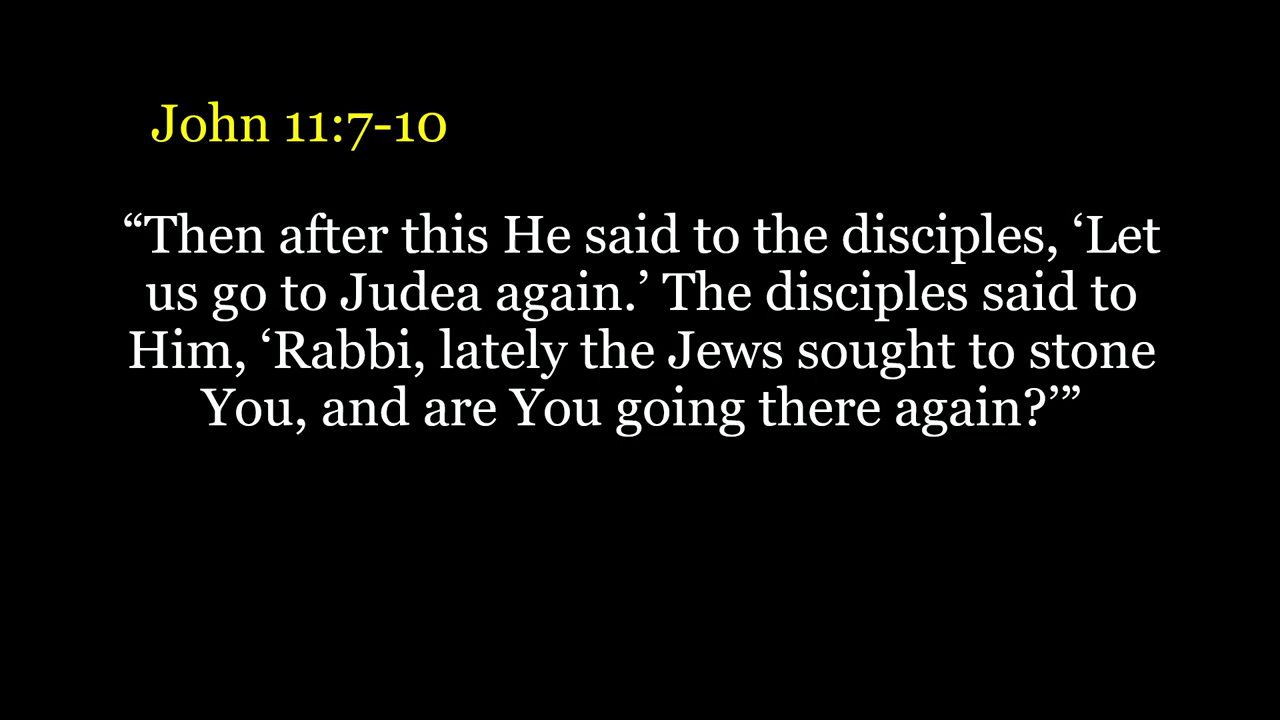 John 11:7-10
“Then after this He said to the disciples, ‘Let
us go to Judea again.’ The disciples said to
Him, ‘Rabbi, lately the Jews sought to stone
You, and are You going there again?’”